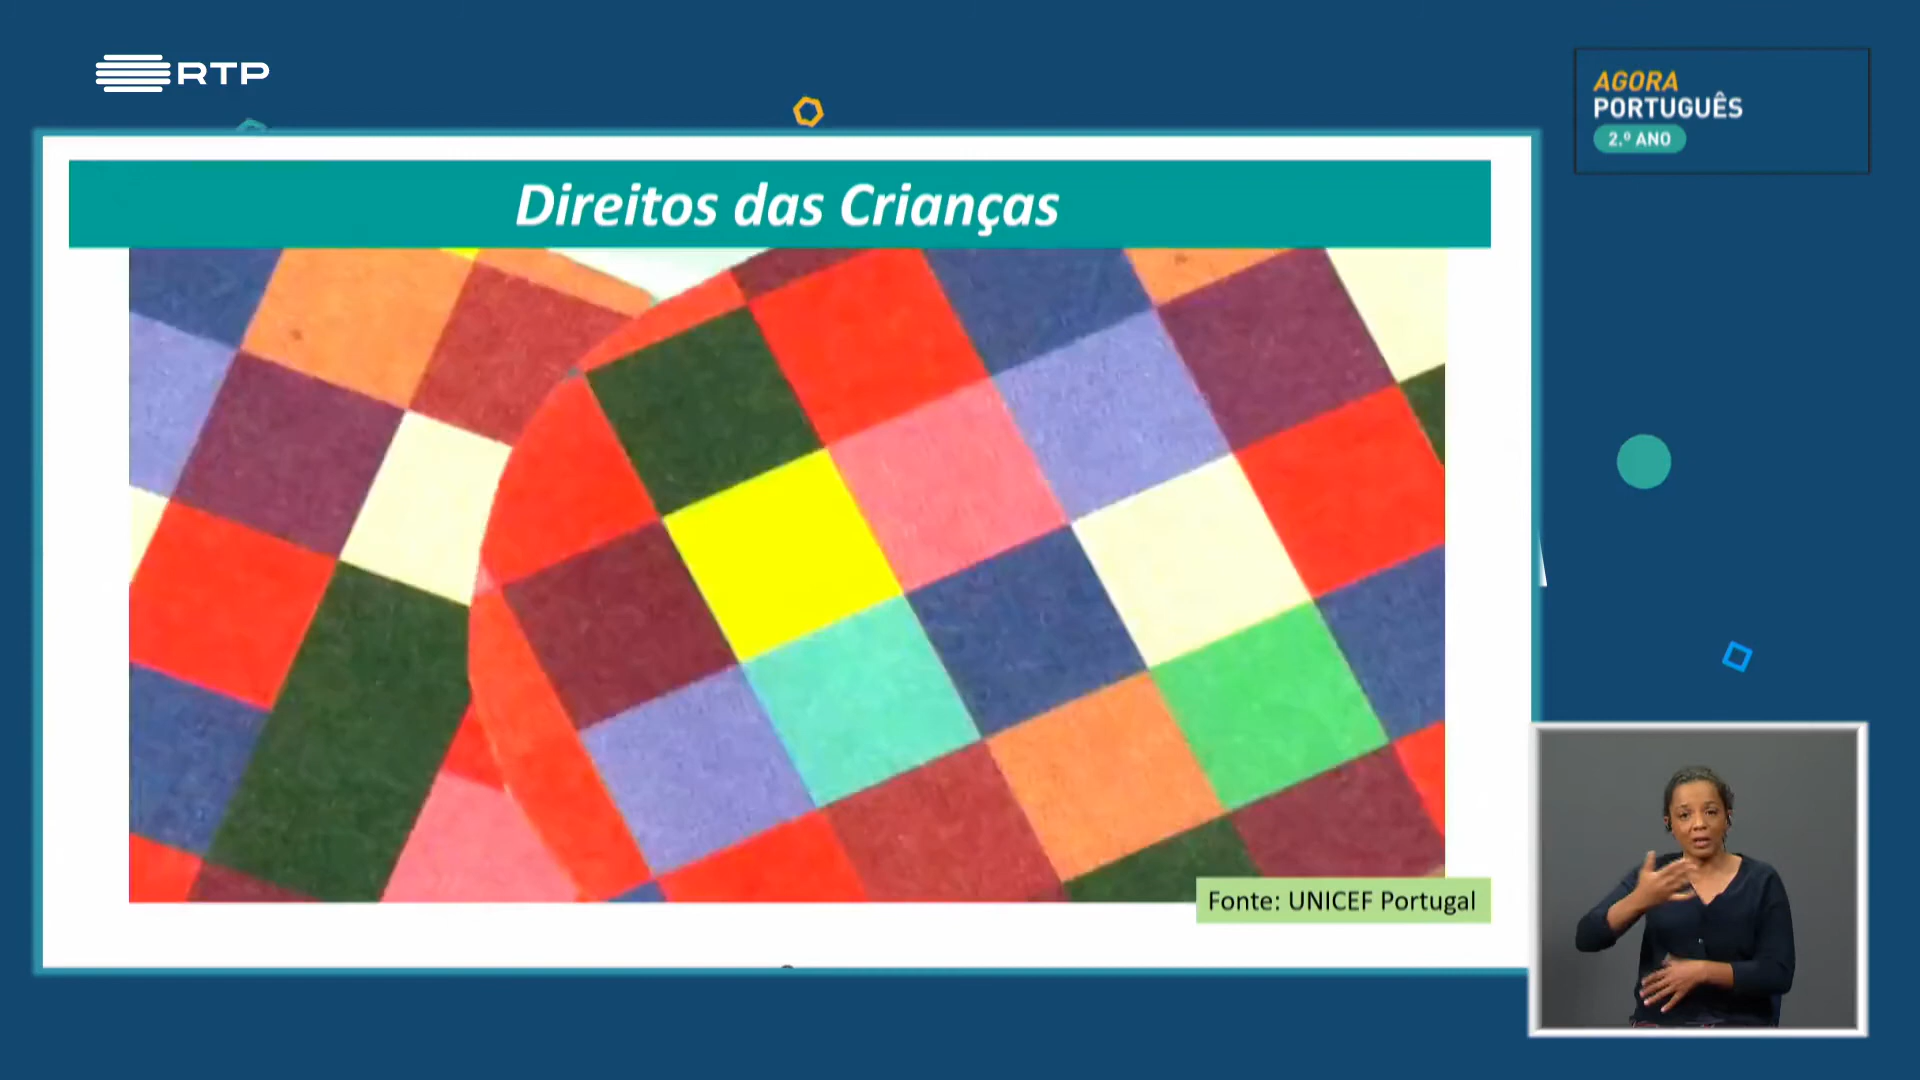 RTP
AGORA
PORTUGUÊS
2.º ANO
Direitos das Crianças
Fonte: UNICEF Portugal